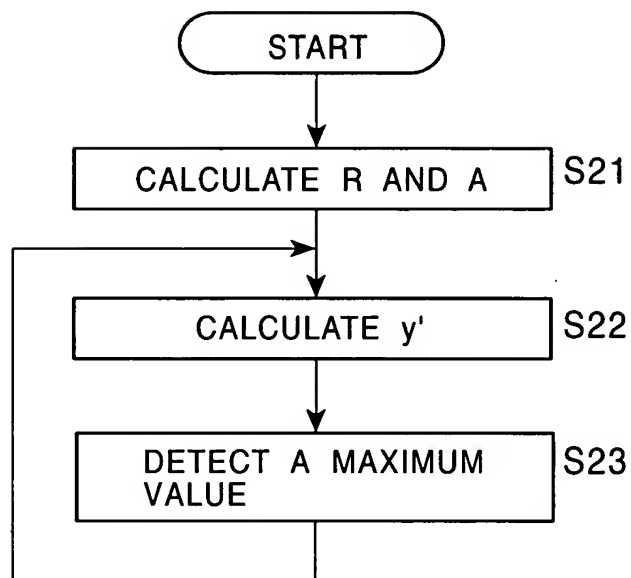 START
CALCULATE R AND A
S21
CALCULATE y'
S22
DETECT A MAXIMUM
VALUE
S23